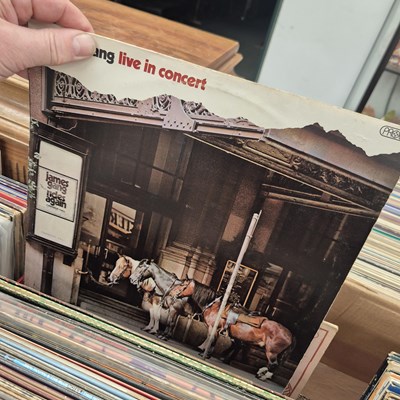 ang live in concert
james
gang
rides
again